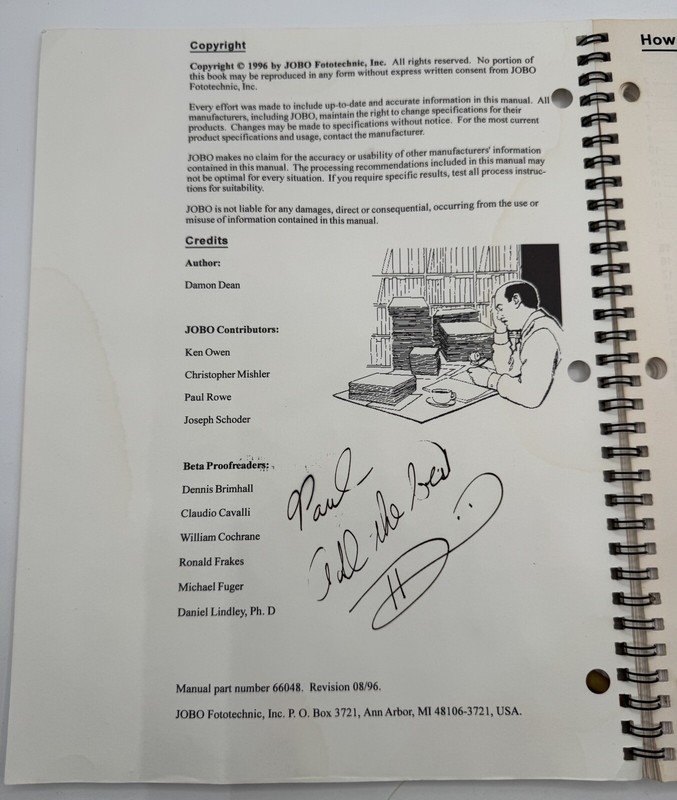 Copyright
Copyright © 1996 by JOBO Fototechnic, Inc. All rights reserved. No portion of
this book may be reproduced in any form without express written consent from JOBO
Fototechnic, Inc.
Every effort was made to include up-to-date and accurate information in this manual. All
manufacturers, including JOBO, maintain the right to change specifications for their
products. Changes may be made to specifications without notice. For the most current
product specifications and usage, contact the manufacturer.
JOBO makes no claim for the accuracy or usability of other manufacturers' information
contained in this manual. The processing recommendations included in this manual may
not be optimal for every situation. If you require specific results, test all process instruc-
tions for suitability.
JOBO is not liable for any damages, direct or consequential, occurring from the use or
misuse of information contained in this manual.
Credits
Author:
Damon Dean
JOBO Contributors:
Ken Owen
Christopher Mishler
Paul Rowe
Joseph Schoder
Beta Proofreaders:
Dennis Brimhall
Claudio Cavalli
William Cochrane
Ronald Frakes
Michael Fuger
Daniel Lindley, Ph. D
Paul-
All the best
Manual part number 66048. Revision 08/96.
JOBO Fototechnic, Inc. P. O. Box 3721, Ann Arbor, MI 48106-3721, USA.
How